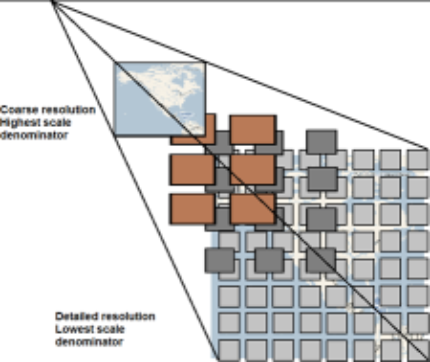 Coarse resolution
Highest scale
denominator
Detailed resolution
Lowest scale
denominator